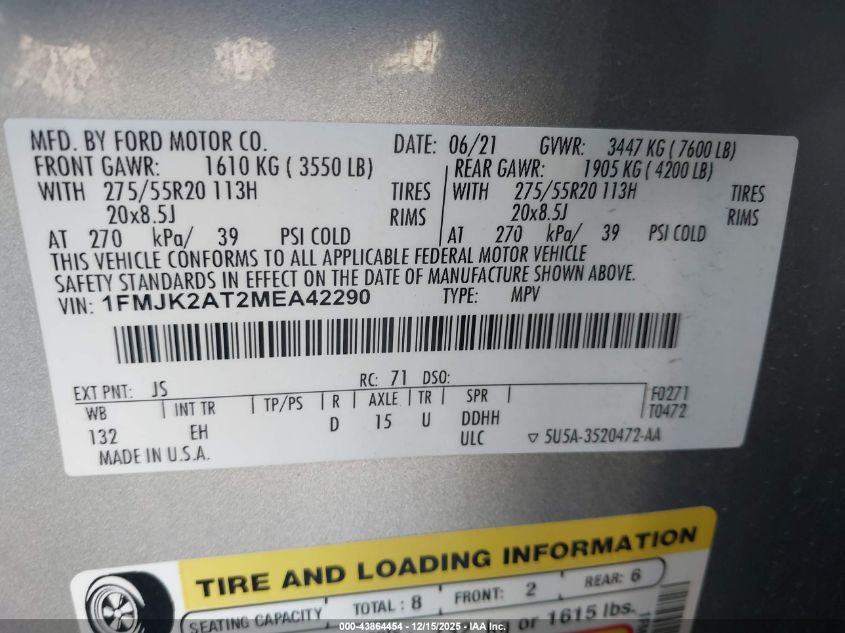 MFD. BY FORD MOTOR CO. DATE: 06/21 GVWR: 3447 KG ( 7600 LB)
FRONT GAWR: 1610 KG ( 3550 LB) REAR GAWR: 1905 KG ( 4200 LB)
WITH 275/55R20 113H TIRES WITH 275/55R20 113H TIRES
20x8.5J RIMS 20x8.5J RIMS
AT 270 kPa/ 39 PSI COLD AT 270 kPa/ 39 PSI COLD
THIS VEHICLE CONFORMS TO ALL APPLICABLE FEDERAL MOTOR VEHICLE
SAFETY STANDARDS IN EFFECT ON THE DATE OF MANUFACTURE SHOWN ABOVE.
VIN: 1FMJK2AT2MEA42290 TYPE: MPV
EXT PNT: JS RC: 71 DSO:
WB INT TR TP/PS R AXLE TR SPR F0271
132 EH D 15 U DDHH T0472
ULC ▽ 5U5A-3520472-AA
MADE IN U.S.A.
TIRE AND LOADING INFORMATION
SEATING CAPACITY TOTAL : 8 FRONT: 2 REAR: 6
or 1615 lbs.
000-43864454 - 12/15/2025 - IAA Inc.